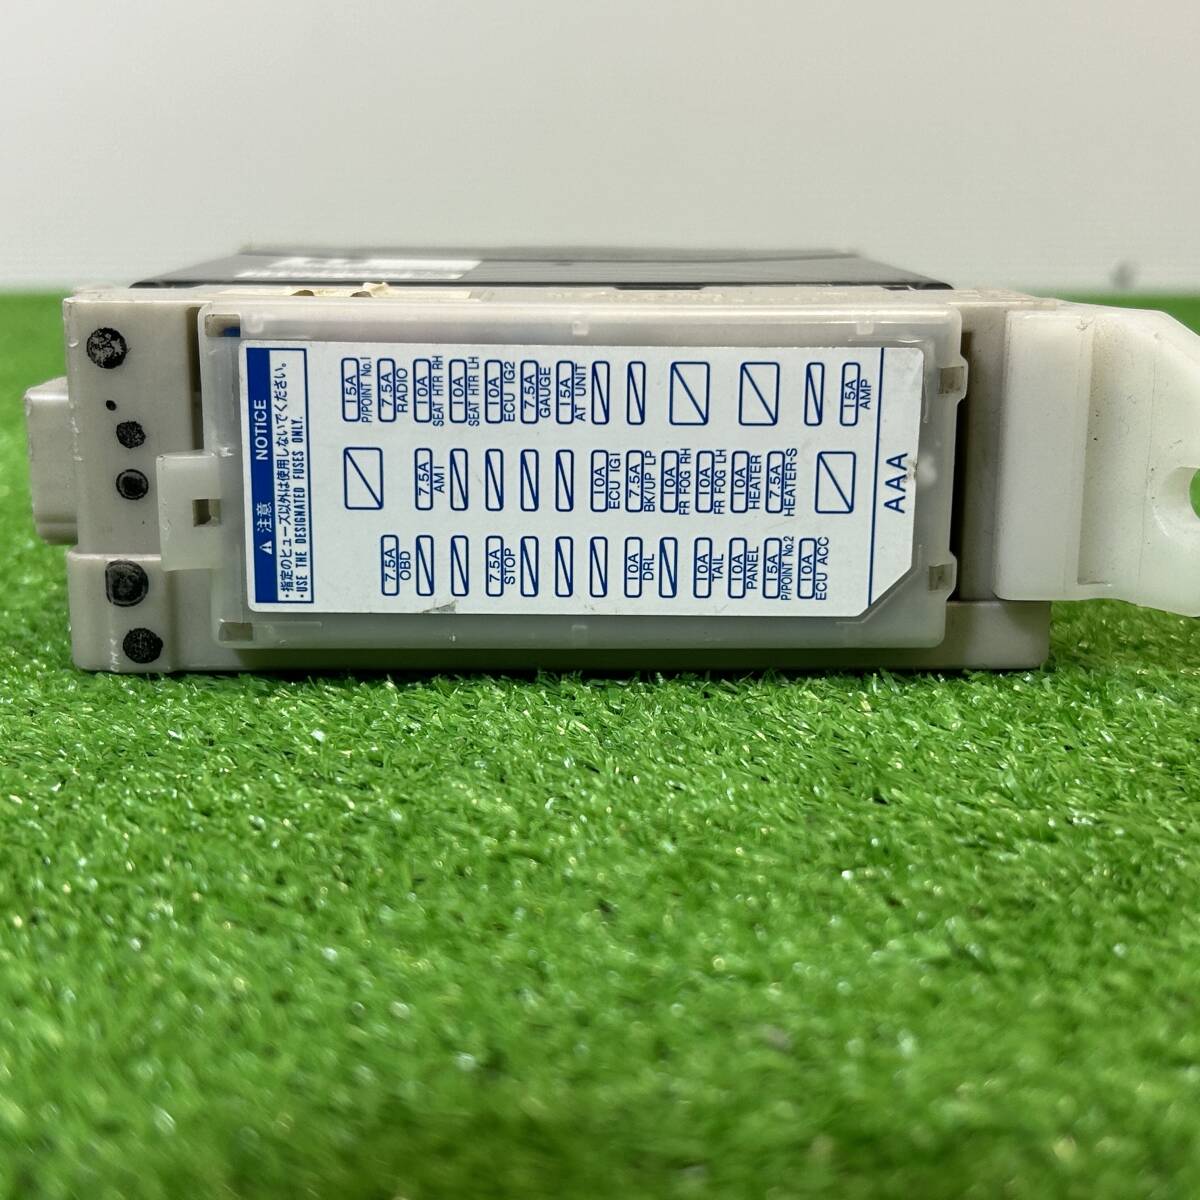 ⚠ 注意 NOTICE
・指定のヒューズ以外は使用しないでください。
・USE THE DESIGNATED FUSES ONLY.
15A P/POINT No.1
7.5A RADIO
10A SEAT HTR RH
10A SEAT HTR LH
10A ECU IG2
7.5A GAUGE
15A AT UNIT
15A AMP
7.5A AM1
10A ECU IG1
7.5A BK/UP LP
10A FR FOG RH
10A FR FOG LH
10A HEATER
7.5A HEATER-S
7.5A OBD
7.5A STOP
10A DRL
10A TAIL
10A PANEL
15A P/POINT No.2
10A ECU ACC
AAA